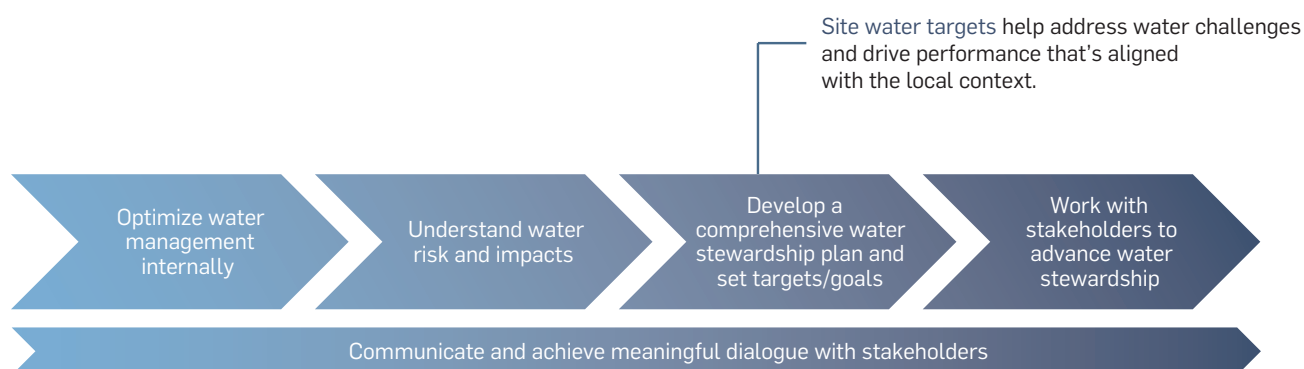 Site water targets help address water challenges
and drive performance that's aligned
with the local context.
Optimize water
management
internally
Understand water
risk and impacts
Develop a
comprehensive water
stewardship plan and
set targets/goals
Work with
stakeholders to
advance water
stewardship
Communicate and achieve meaningful dialogue with stakeholders